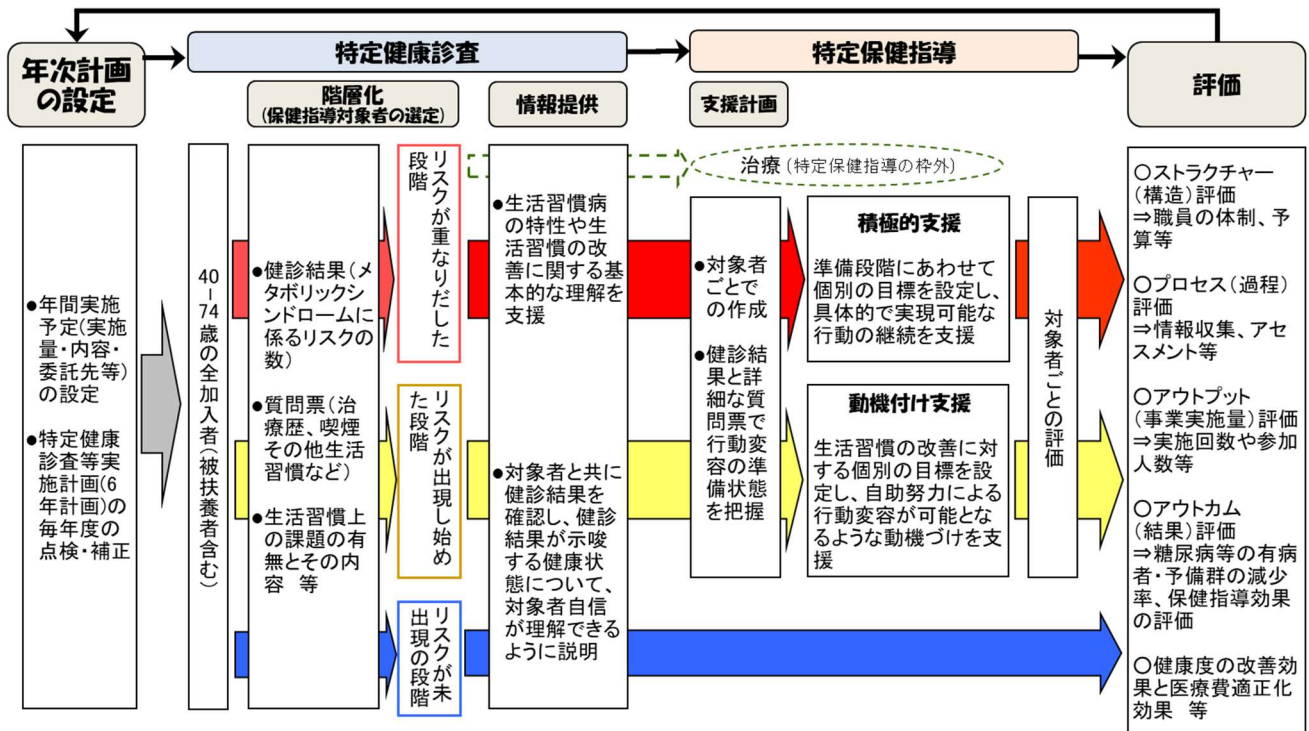 年次計画
の設定
特定健康診査
特定保健指導
評価
階層化
(保健指導対象者の選定)
情報提供
支援計画
●年間実施
予定(実施
量・内容・
委託先等)
の設定
●特定健康
診査等実
施計画(6
年計画)の
毎年度の
点検・補正
40-74歳の全加入者(被扶養者含む)
●健診結果(メ
タボリックシ
ンドロームに
係るリスクの
数)
●質問票(治
療歴、喫煙
その他生活
習慣など)
●生活習慣上
の課題の有
無とその内
容 等
リスクが重なりだした
段階
リスクが出現し始め
た段階
リスクが未
出現の段階
●生活習慣病
の特性や生
活習慣の改
善に関する基
本的な理解を
支援
●対象者と共に
健診結果を
確認し、健診
結果が示唆
する健康状
態について、
対象者自信
が理解できる
ように説明
治療(特定保健指導の枠外)
●対象者
ごとで
の作成
●健診結
果と詳
細な質
問票で
行動変
容の準
備状態
を把握
積極的支援
準備段階にあわせて
個別の目標を設定し、
具体的で実現可能な
行動の継続を支援
動機付け支援
生活習慣の改善に対
する個別の目標を設
定し、自助努力による
行動変容が可能とな
るような動機づけを支
援
対象者ごとの評価
○ストラクチャー
(構造)評価
⇒職員の体制、予
算等
○プロセス(過程)
評価
⇒情報収集、アセ
スメント等
○アウトプット
(事業実施量)評価
⇒実施回数や参加
人数等
○アウトカム
(結果)評価
⇒糖尿病等の有病
者・予備群の減少
率、保健指導効果
の評価
○健康度の改善効
果と医療費適正化
効果 等